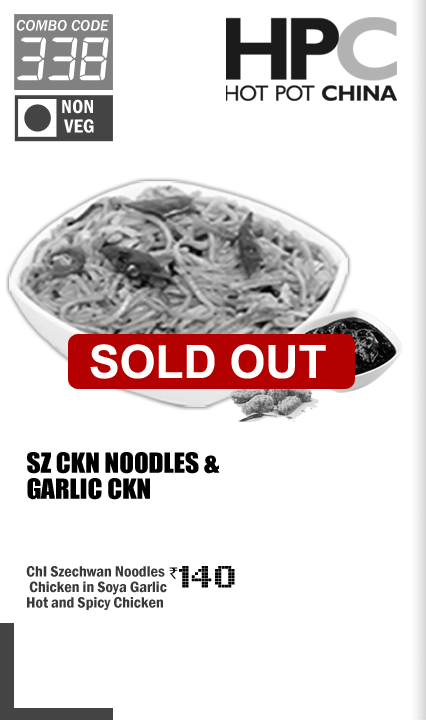 COMBO CODE
338
NON
VEG
HPC
HOT POT CHINA
SOLD OUT
SZ CKN NOODLES &
GARLIC CKN
ChI Szechwan Noodles ₹140
Chicken in Soya Garlic
Hot and Spicy Chicken